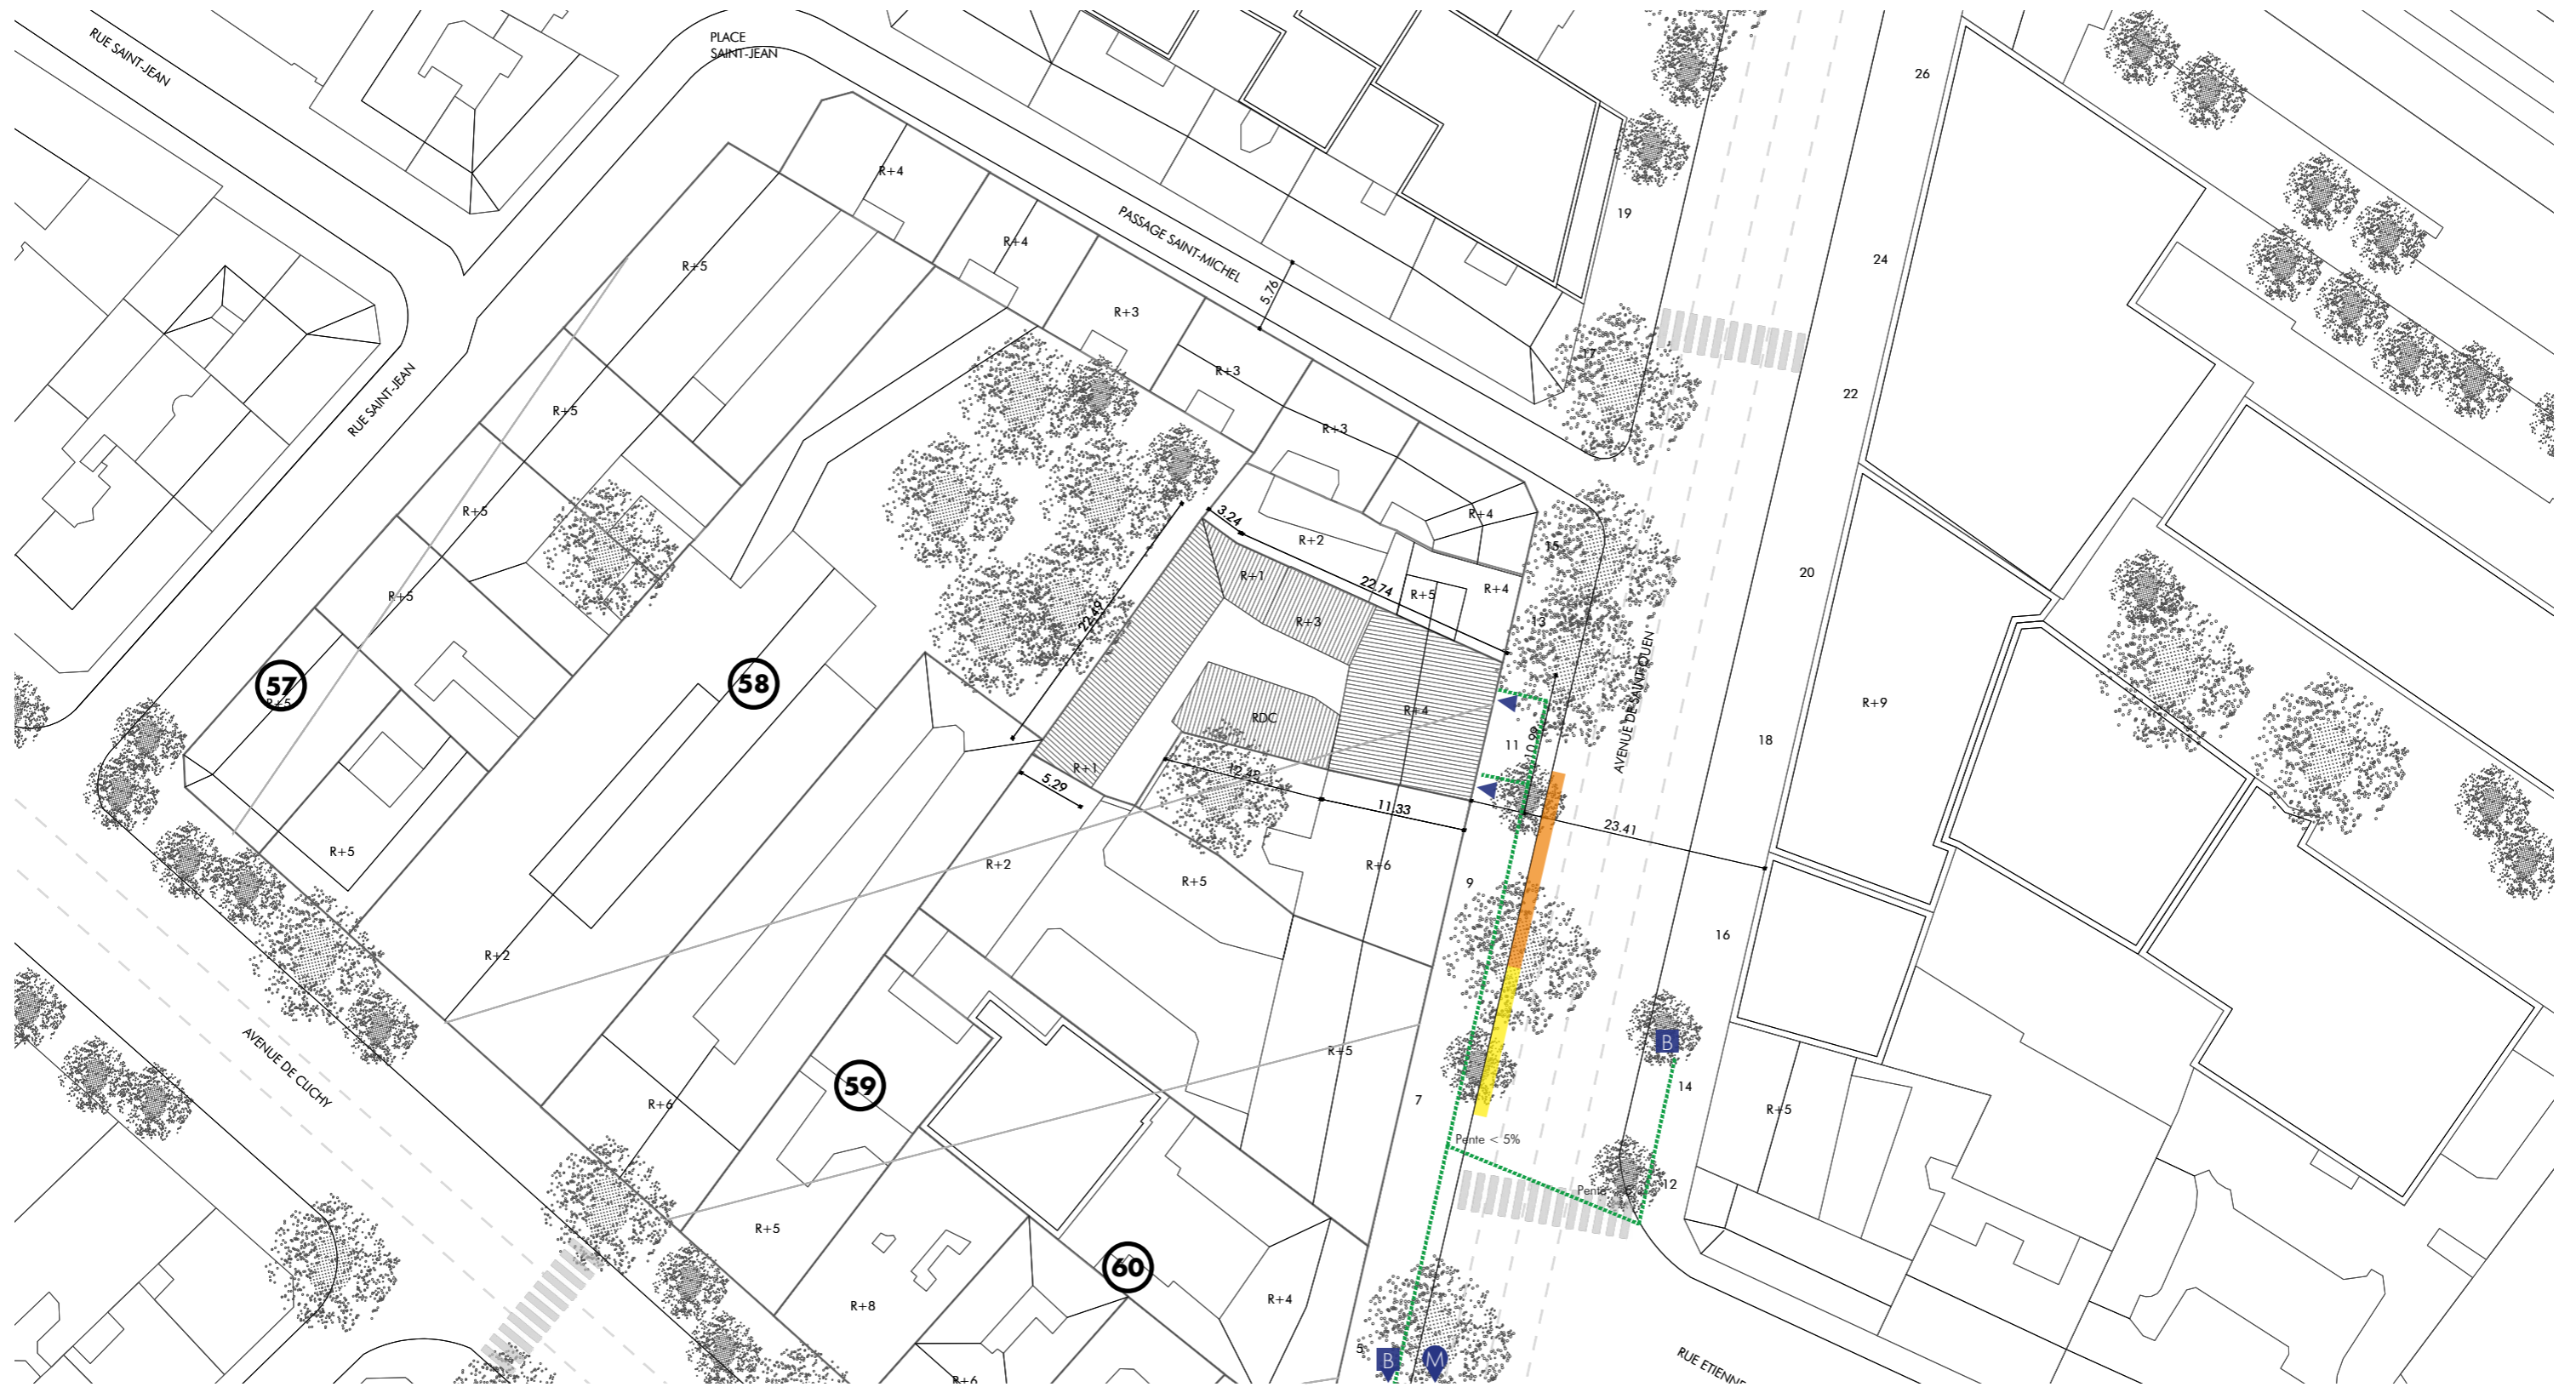 RUE SAINT-JEAN
PLACE
SAINT-JEAN
26
R+4
PASSAGE SAINT-MICHEL
19
R+4
24
R+5
5.76
R+3
17
R+3
22
RUE SAINT-JEAN
R+5
R+3
R+5
3.24
R+4
R+2
15
20
R+1
22.74
R+5
R+4
R+5
22.49
R+3
13
57
R+5
58
AVENUE DE SAINT-OUEN
R+9
RDC
R+4
10.99
11
18
R+1
12.48
5.29
11.33
23.41
R+5
R+2
R+6
R+5
9
16
R+2
B
AVENUE DE CLICHY
R+5
59
14
R+6
7
R+5
Pente < 5%
Pente
12
R+5
60
R+8
R+4
5
B
M
RUE ETIENNE
R+6